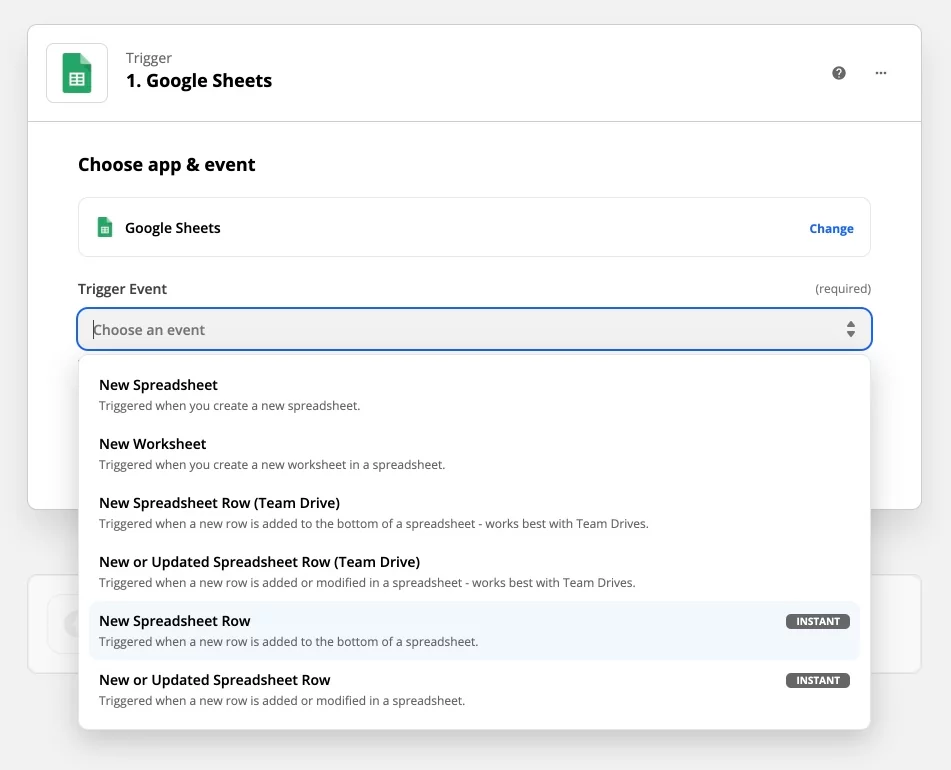 Trigger
1. Google Sheets
Choose app & event
Google Sheets
Change
Trigger Event
(required)
Choose an event
New Spreadsheet
Triggered when you create a new spreadsheet.
New Worksheet
Triggered when you create a new worksheet in a spreadsheet.
New Spreadsheet Row (Team Drive)
Triggered when a new row is added to the bottom of a spreadsheet - works best with Team Drives.
New or Updated Spreadsheet Row (Team Drive)
Triggered when a new row is added or modified in a spreadsheet - works best with Team Drives.
New Spreadsheet Row
INSTANT
Triggered when a new row is added to the bottom of a spreadsheet.
New or Updated Spreadsheet Row
INSTANT
Triggered when a new row is added or modified in a spreadsheet.